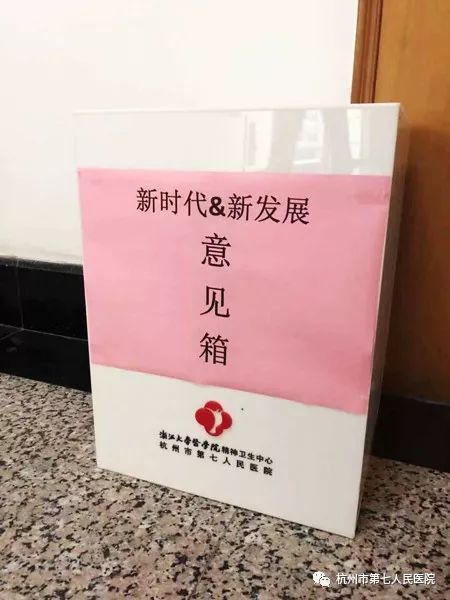 新时代&新发展
意
见
箱
浙江大学医学院精神卫生中心
杭州市第七人民医院
杭州市第七人民医院